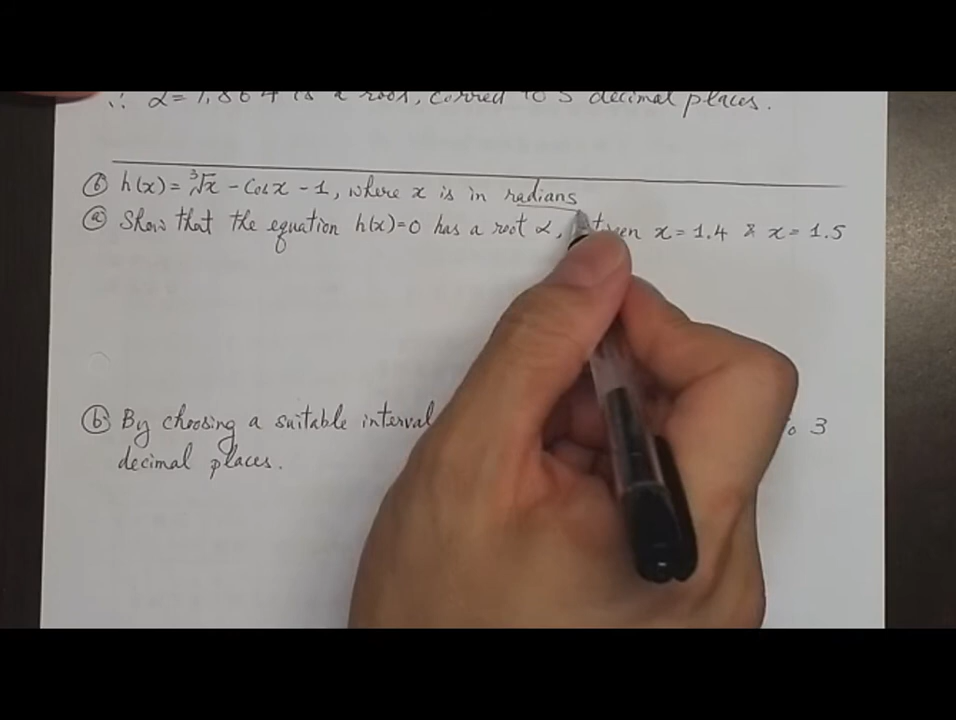 ∴ α = 1.864 is a root, correct to 3 decimal places.
⑥ h(x) = ∛x - Cos x - 1, where x is in radians
ⓐ Show that the equation h(x)=0 has a root α, between x = 1.4 & x = 1.5
ⓑ By choosing a suitable interval to 3
decimal places.